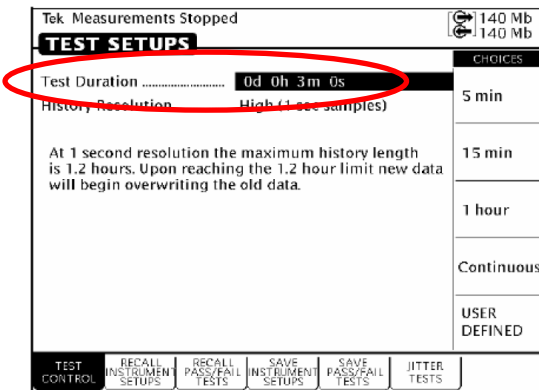 Tek Measurements Stopped
140 Mb
140 Mb
TEST SETUPS
Test Duration .......................... 0d 0h 3m 0s
History Resolution High (1 sec samples)
At 1 second resolution the maximum history length
is 1.2 hours. Upon reaching the 1.2 hour limit new data
will begin overwriting the old data.
CHOICES
5 min
15 min
1 hour
Continuous
USER
DEFINED
TEST
CONTROL
RECALL
INSTRUMENT
SETUPS
RECALL
PASS/FAIL
TESTS
SAVE
INSTRUMENT
SETUPS
SAVE
PASS/FAIL
TESTS
JITTER
TESTS